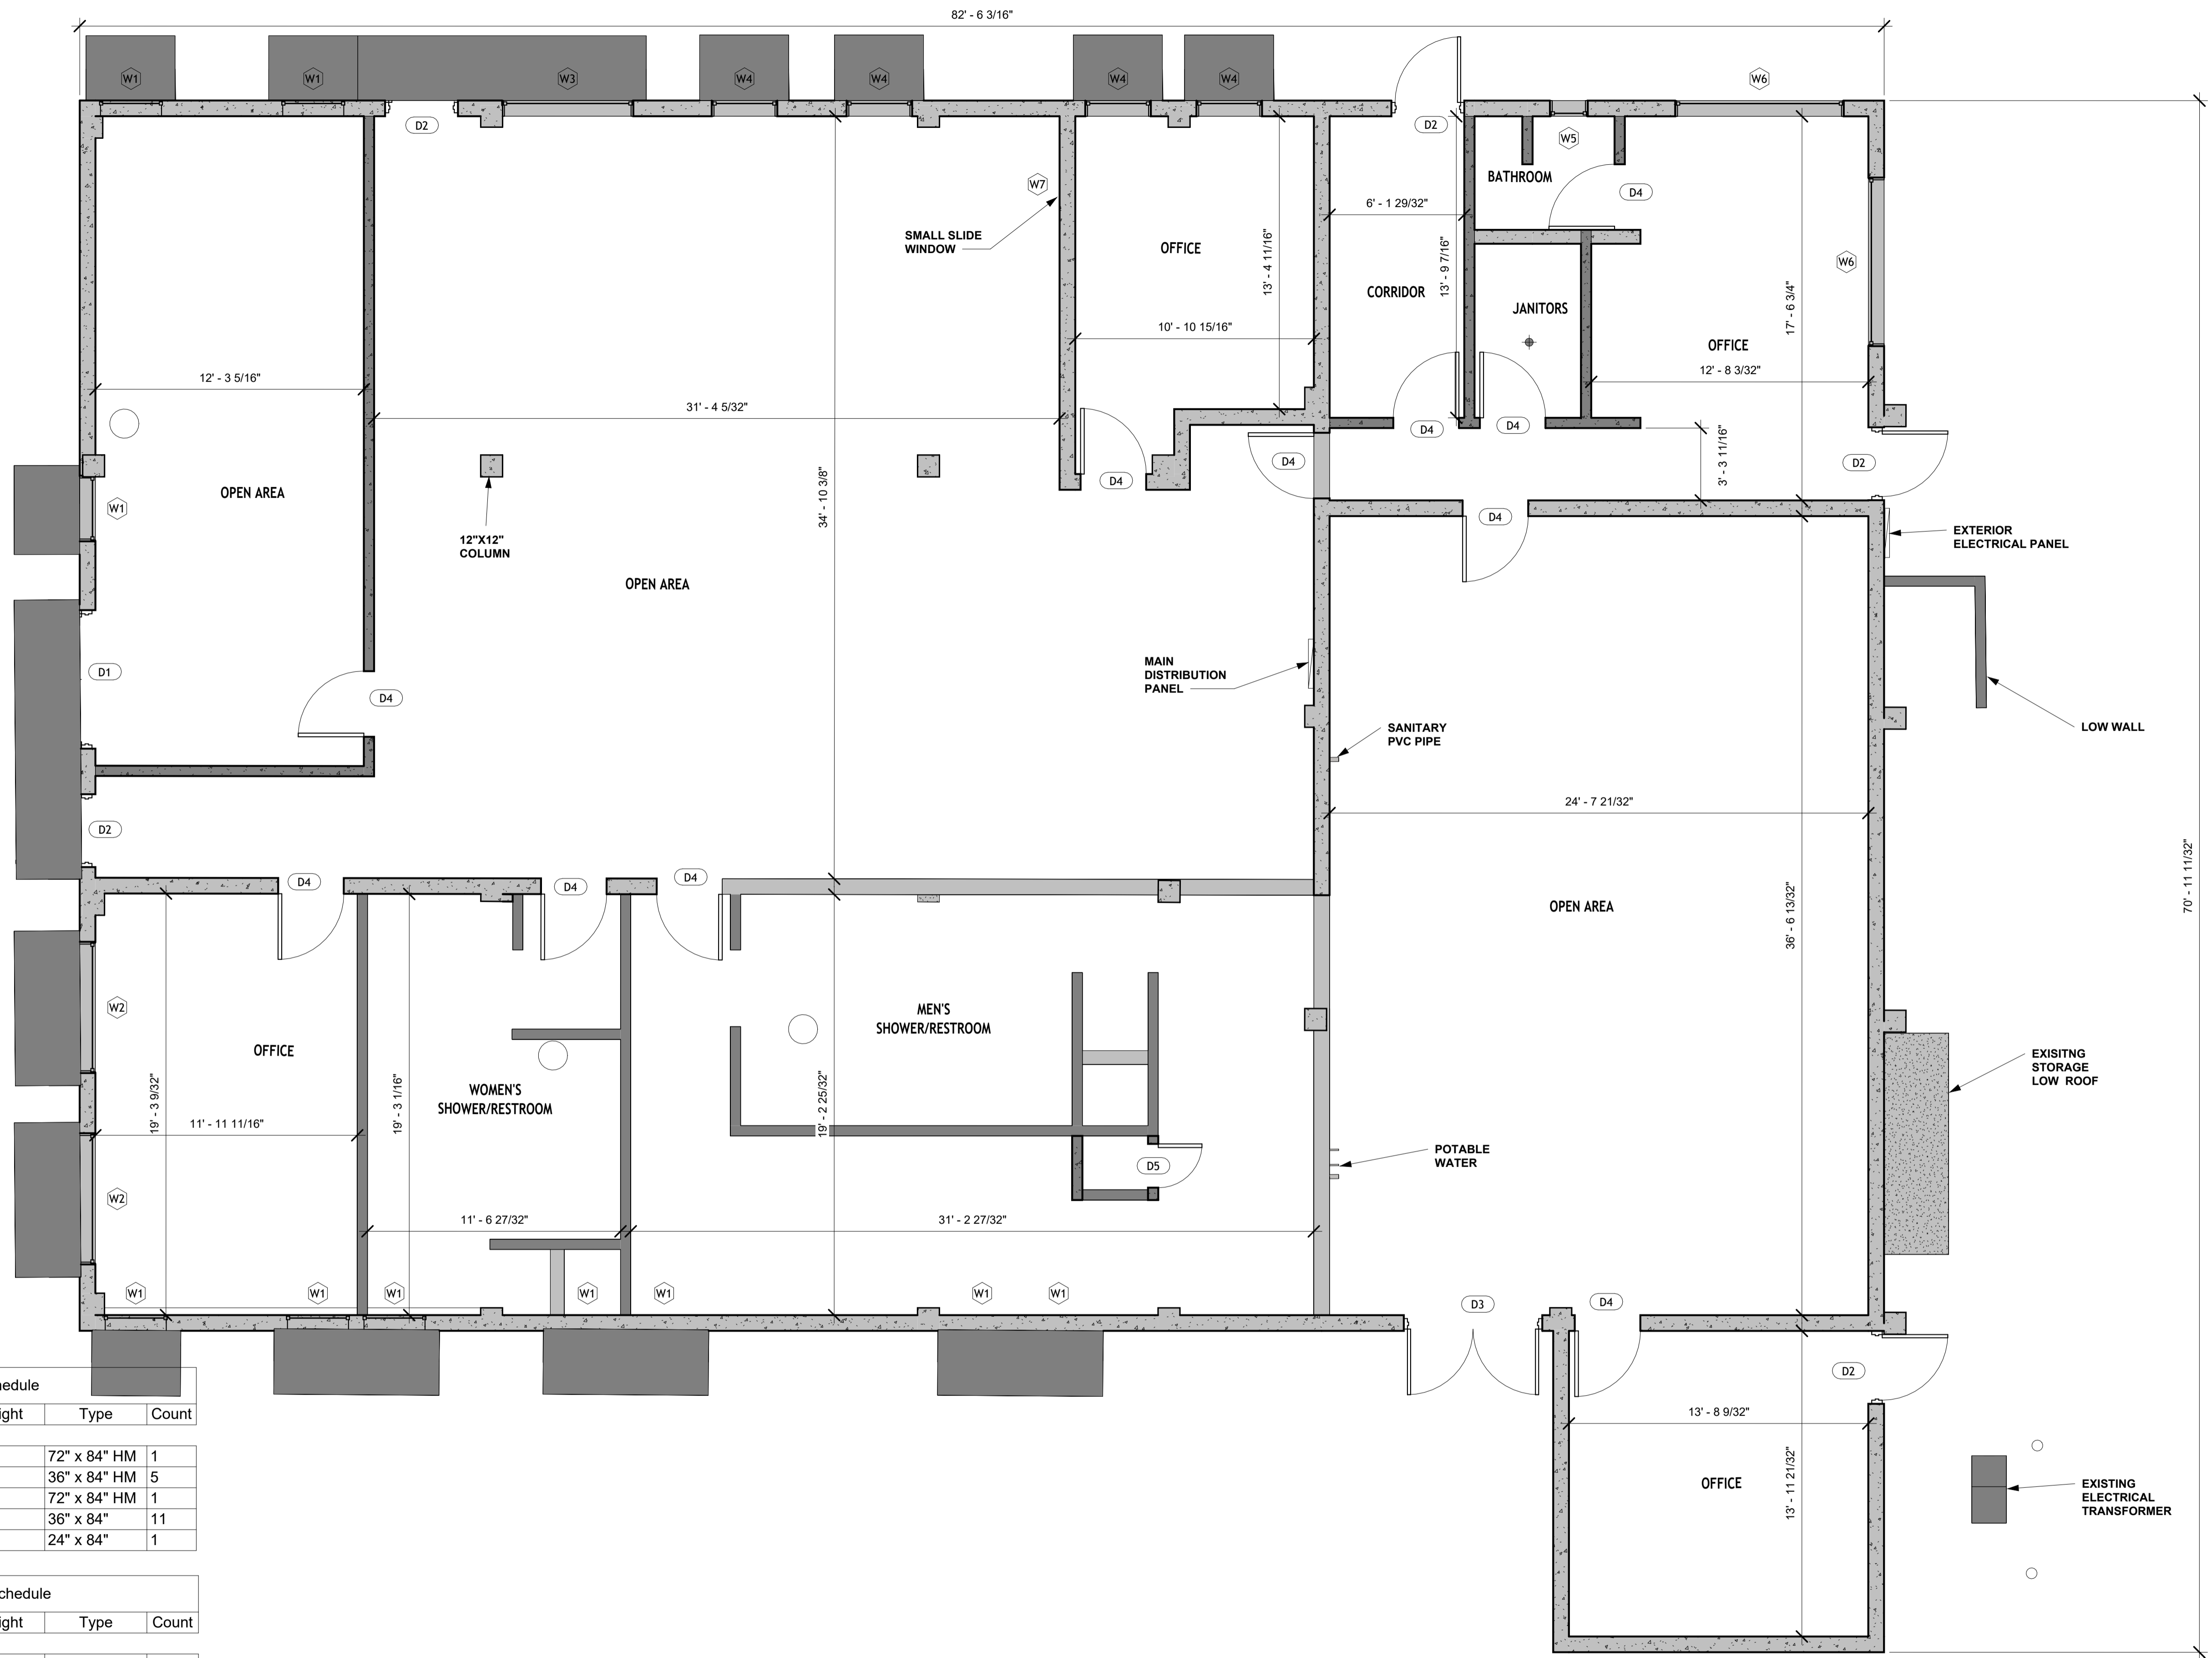 82' - 6 3/16"
W1
W1
W3
W4
W4
W4
W4
W6
D2
D2
W5
BATHROOM
D4
W7
SMALL SLIDE
WINDOW
OFFICE
13' - 4 11/16"
10' - 10 15/16"
6' - 1 29/32"
13' - 9 7/16"
CORRIDOR
JANITORS
W6
17' - 6 3/4"
OFFICE
12' - 8 3/32"
12' - 3 5/16"
31' - 4 5/32"
D4
D4
D4
D4
3' - 3 11/16"
D2
OPEN AREA
W1
34' - 10 3/8"
12"X12"
COLUMN
D4
EXTERIOR
ELECTRICAL PANEL
OPEN AREA
D1
D4
MAIN
DISTRIBUTION
PANEL
SANITARY
PVC PIPE
LOW WALL
24' - 7 21/32"
D2
70' - 11 11/32"
D4
D4
D4
OPEN AREA
36' - 6 13/32"
W2
OFFICE
MEN'S
SHOWER/RESTROOM
EXISITNG
STORAGE
LOW ROOF
19' - 3 9/32"
19' - 3 1/16"
WOMEN'S
SHOWER/RESTROOM
19' - 2 25/32"
11' - 11 11/16"
D5
POTABLE
WATER
W2
11' - 6 27/32"
31' - 2 27/32"
W1
W1
W1
W1
W1
W1
W1
D3
D4
D2
13' - 8 9/32"
OFFICE
13' - 11 21/32"
EXISTING
ELECTRICAL
TRANSFORMER
edule
ight Type Count
72" x 84" HM 1
36" x 84" HM 5
72" x 84" HM 1
36" x 84" 11
24" x 84" 1
chedule
ight Type Count